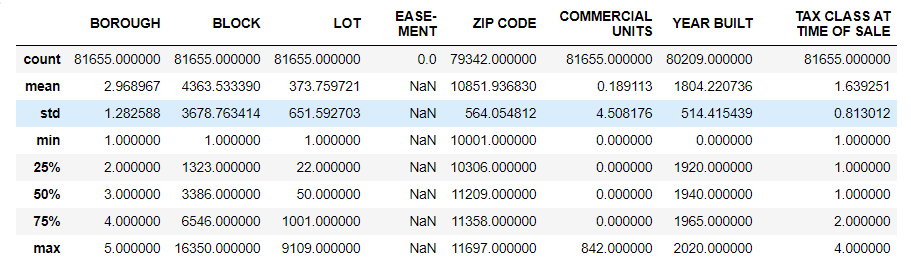 BOROUGH BLOCK LOT EASE-MENT ZIP CODE COMMERCIAL UNITS YEAR BUILT TAX CLASS AT TIME OF SALE
count 81655.000000 81655.000000 81655.000000 0.0 79342.000000 81655.000000 80209.000000 81655.000000
mean 2.968967 4363.533390 373.759721 NaN 10851.936830 0.189113 1804.220736 1.639251
std 1.282588 3678.763414 651.592703 NaN 564.054812 4.508176 514.415439 0.813012
min 1.000000 1.000000 1.000000 NaN 10001.000000 0.000000 0.000000 1.000000
25% 2.000000 1323.000000 22.000000 NaN 10306.000000 0.000000 1920.000000 1.000000
50% 3.000000 3386.000000 50.000000 NaN 11209.000000 0.000000 1940.000000 1.000000
75% 4.000000 6546.000000 1001.000000 NaN 11358.000000 0.000000 1965.000000 2.000000
max 5.000000 16350.000000 9109.000000 NaN 11697.000000 842.000000 2020.000000 4.000000